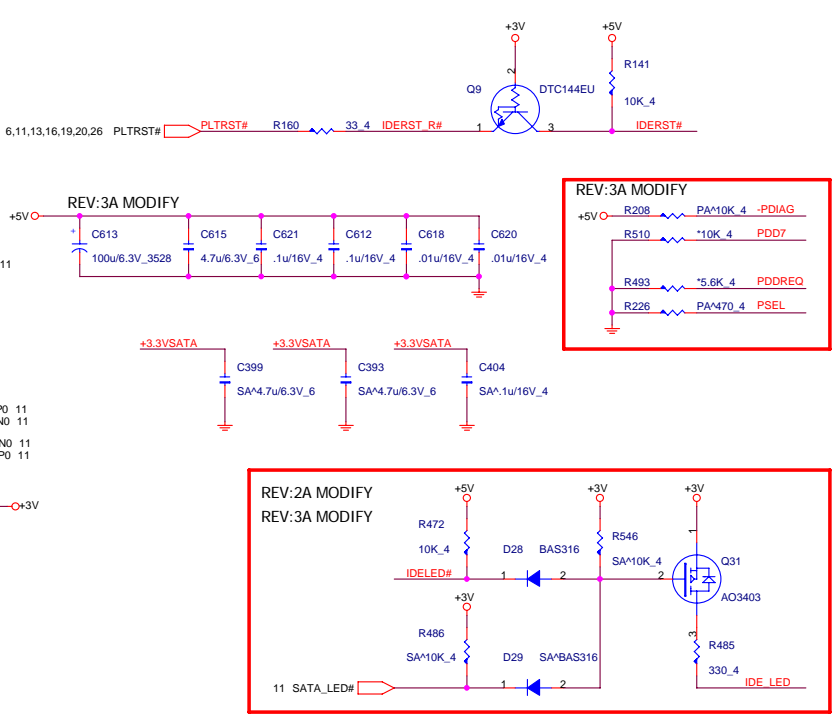 +3V
+5V
2
R141
Q9
DTC144EU
10K_4
6,11,13,16,19,20,26 PLTRST#
PLTRST#
R160
33_4
IDERST_R#
1
3
IDERST#
REV:3A MODIFY
+5V
+
C613
100u/6.3V_3528
C615
4.7u/6.3V_6
C621
.1u/16V_4
C612
.1u/16V_4
C618
.01u/16V_4
C620
.01u/16V_4
11
REV:3A MODIFY
+5V
R208
PA^10K_4
-PDIAG
R510
*10K_4
PDD7
R493
*5.6K_4
PDDREQ
R226
PA^470_4
PSEL
+3.3VSATA
+3.3VSATA
+3.3VSATA
C399
SA^4.7u/6.3V_6
C393
SA^4.7u/6.3V_6
C404
SA^.1u/16V_4
P0 11
N0 11
N0 11
P0 11
+3V
REV:2A MODIFY
REV:3A MODIFY
+5V
+3V
+3V
R472
10K_4
D28
BAS316
R546
SA^10K_4
1
Q31
AO3403
IDELED#
1
2
2
+3V
R486
SA^10K_4
D29
SA^BAS316
3
R485
330_4
11 SATA_LED#
1
2
IDE_LED